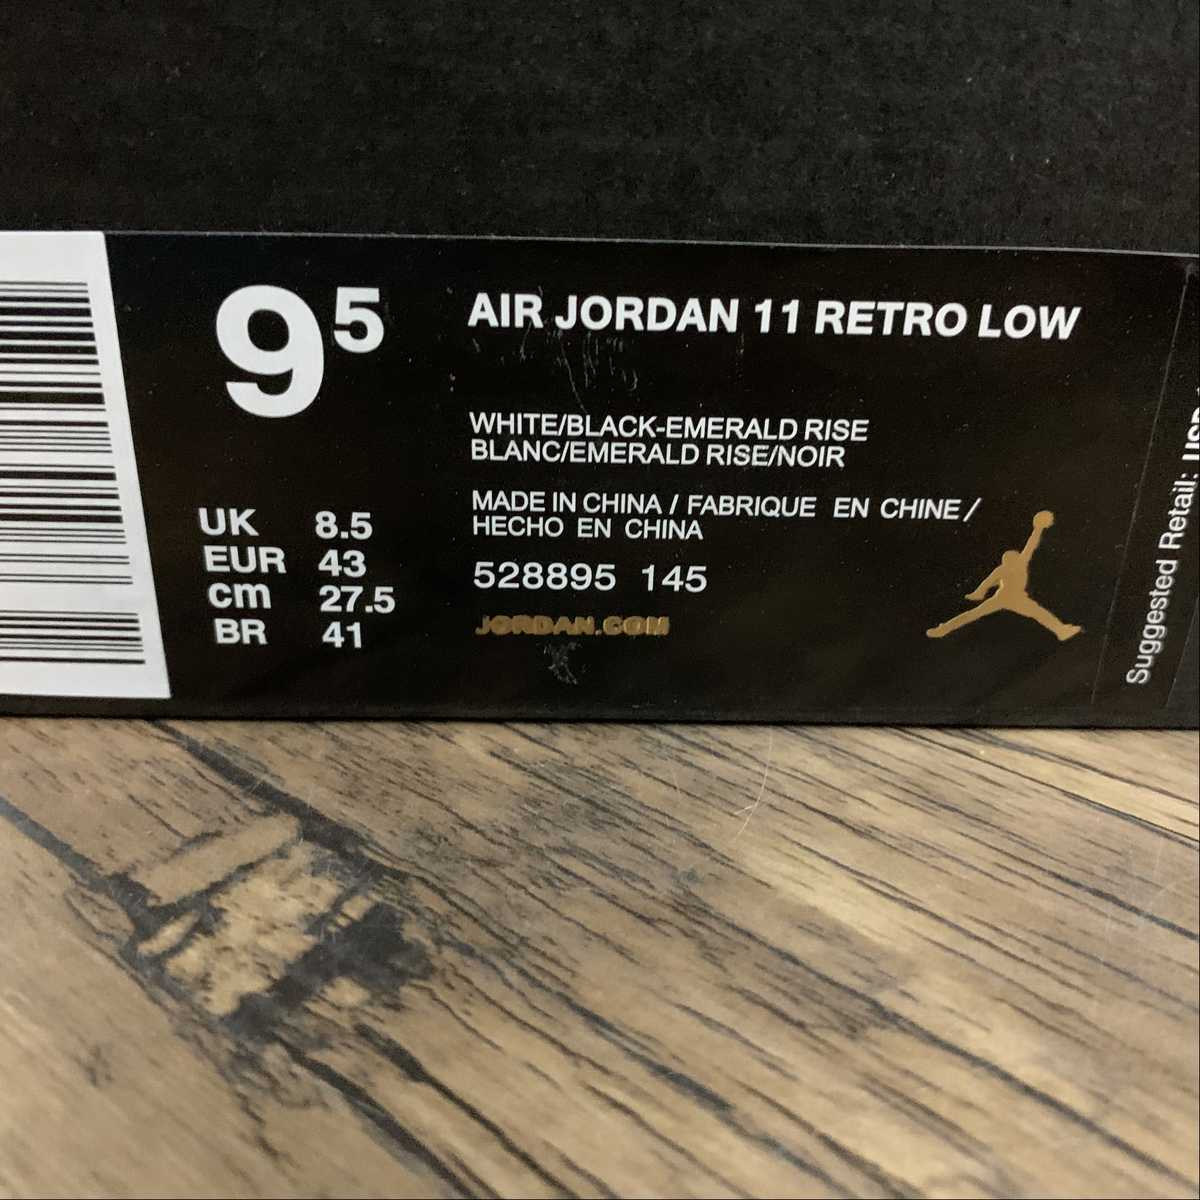 9⁵
UK 8.5
EUR 43
cm 27.5
BR 41
AIR JORDAN 11 RETRO LOW
WHITE/BLACK-EMERALD RISE
BLANC/EMERALD RISE/NOIR
MADE IN CHINA / FABRIQUE EN CHINE /
HECHO EN CHINA
528895 145
JORDAN.COM
Suggested Retail: